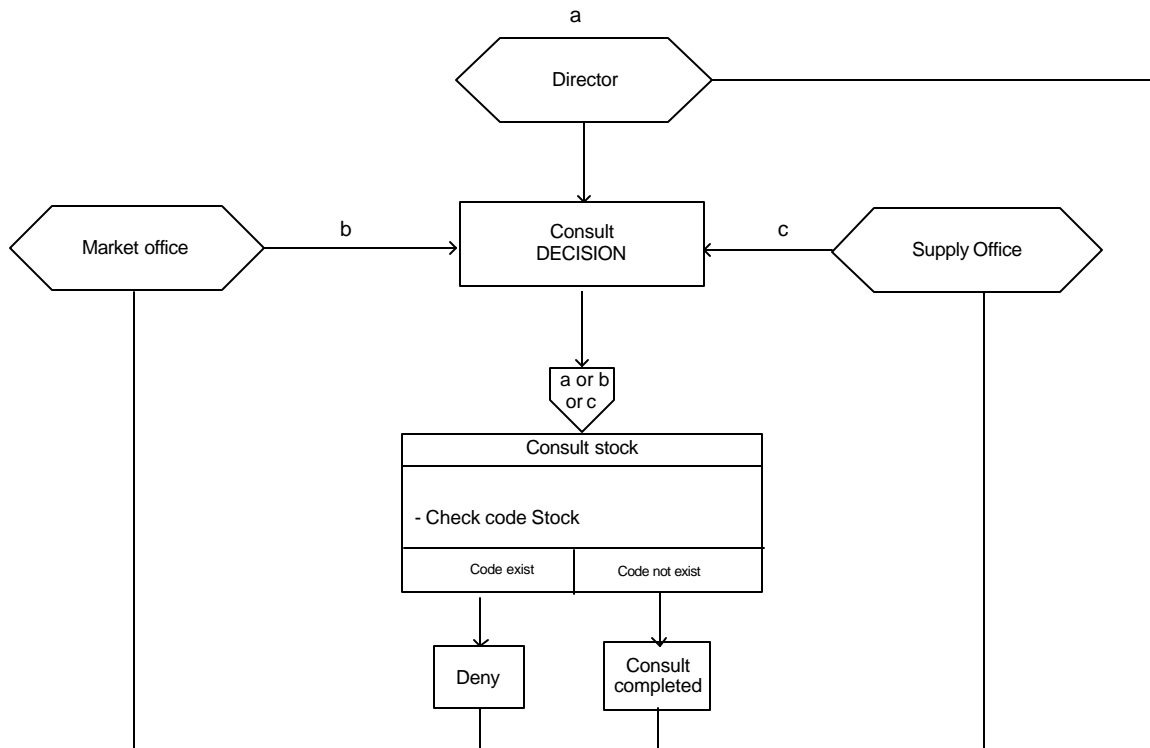 a
Director
Market office
b
Consult
DECISION
c
Supply Office
a or b
or c
Consult stock
- Check code Stock
Code exist
Code not exist
Deny
Consult
completed